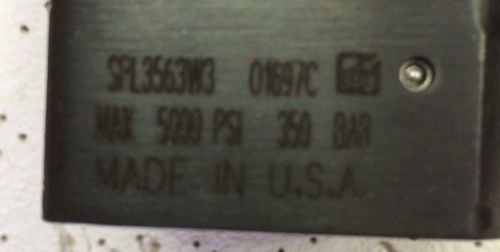 SPL3563W3 01697C
MAX 5000 PSI 350 BAR
MADE IN U.S.A.